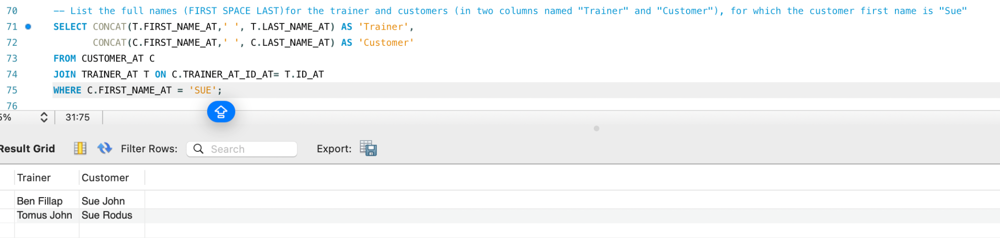 70 -- List the full names (FIRST SPACE LAST)for the trainer and customers (in two columns named "Trainer" and "Customer"), for which the customer first name is "Sue"
71 SELECT CONCAT(T.FIRST_NAME_AT,' ', T.LAST_NAME_AT) AS 'Trainer',
72 CONCAT(C.FIRST_NAME_AT,' ', C.LAST_NAME_AT) AS 'Customer'
73 FROM CUSTOMER_AT C
74 JOIN TRAINER_AT T ON C.TRAINER_AT_ID_AT= T.ID_AT
75 WHERE C.FIRST_NAME_AT = 'SUE';
76
5% 31:75
Result Grid Filter Rows: Search Export:
Trainer Customer
Ben Fillap Sue John
Tomus John Sue Rodus